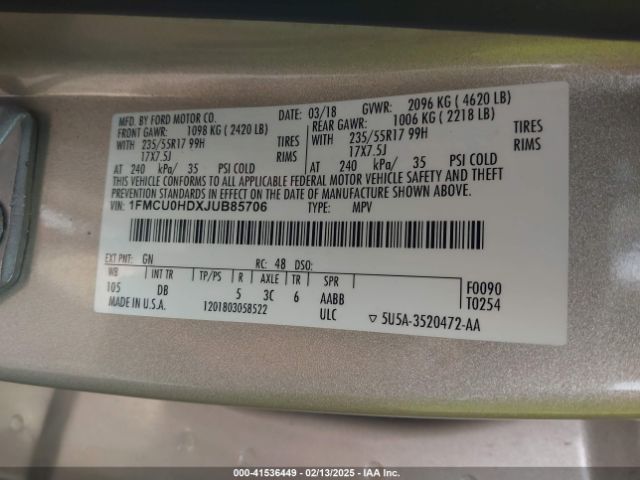 MFD. BY FORD MOTOR CO. DATE: 03/18 GVWR: 2096 KG ( 4620 LB)
FRONT GAWR: 1098 KG ( 2420 LB) REAR GAWR: 1006 KG ( 2218 LB)
WITH 235/55R17 99H TIRES WITH 235/55R17 99H TIRES
17X7.5J RIMS 17X7.5J RIMS
AT 240 kPa/ 35 PSI COLD AT 240 kPa/ 35 PSI COLD
THIS VEHICLE CONFORMS TO ALL APPLICABLE FEDERAL MOTOR VEHICLE SAFETY AND THEFT
PREVENTION STANDARDS IN EFFECT ON THE DATE OF MANUFACTURE SHOWN ABOVE.
VIN: 1FMCU0HDXJUB85706 TYPE: MPV
EXT PNT: GN RC: 48 DSO:
WB INT TR TP/PS R AXLE TR SPR F0090
105 DB 5 3C 6 AABB T0254
MADE IN U.S.A. 1201803058522 ULC ▽ 5U5A-3520472-AA
000-41536449 - 02/13/2025 - IAA Inc.